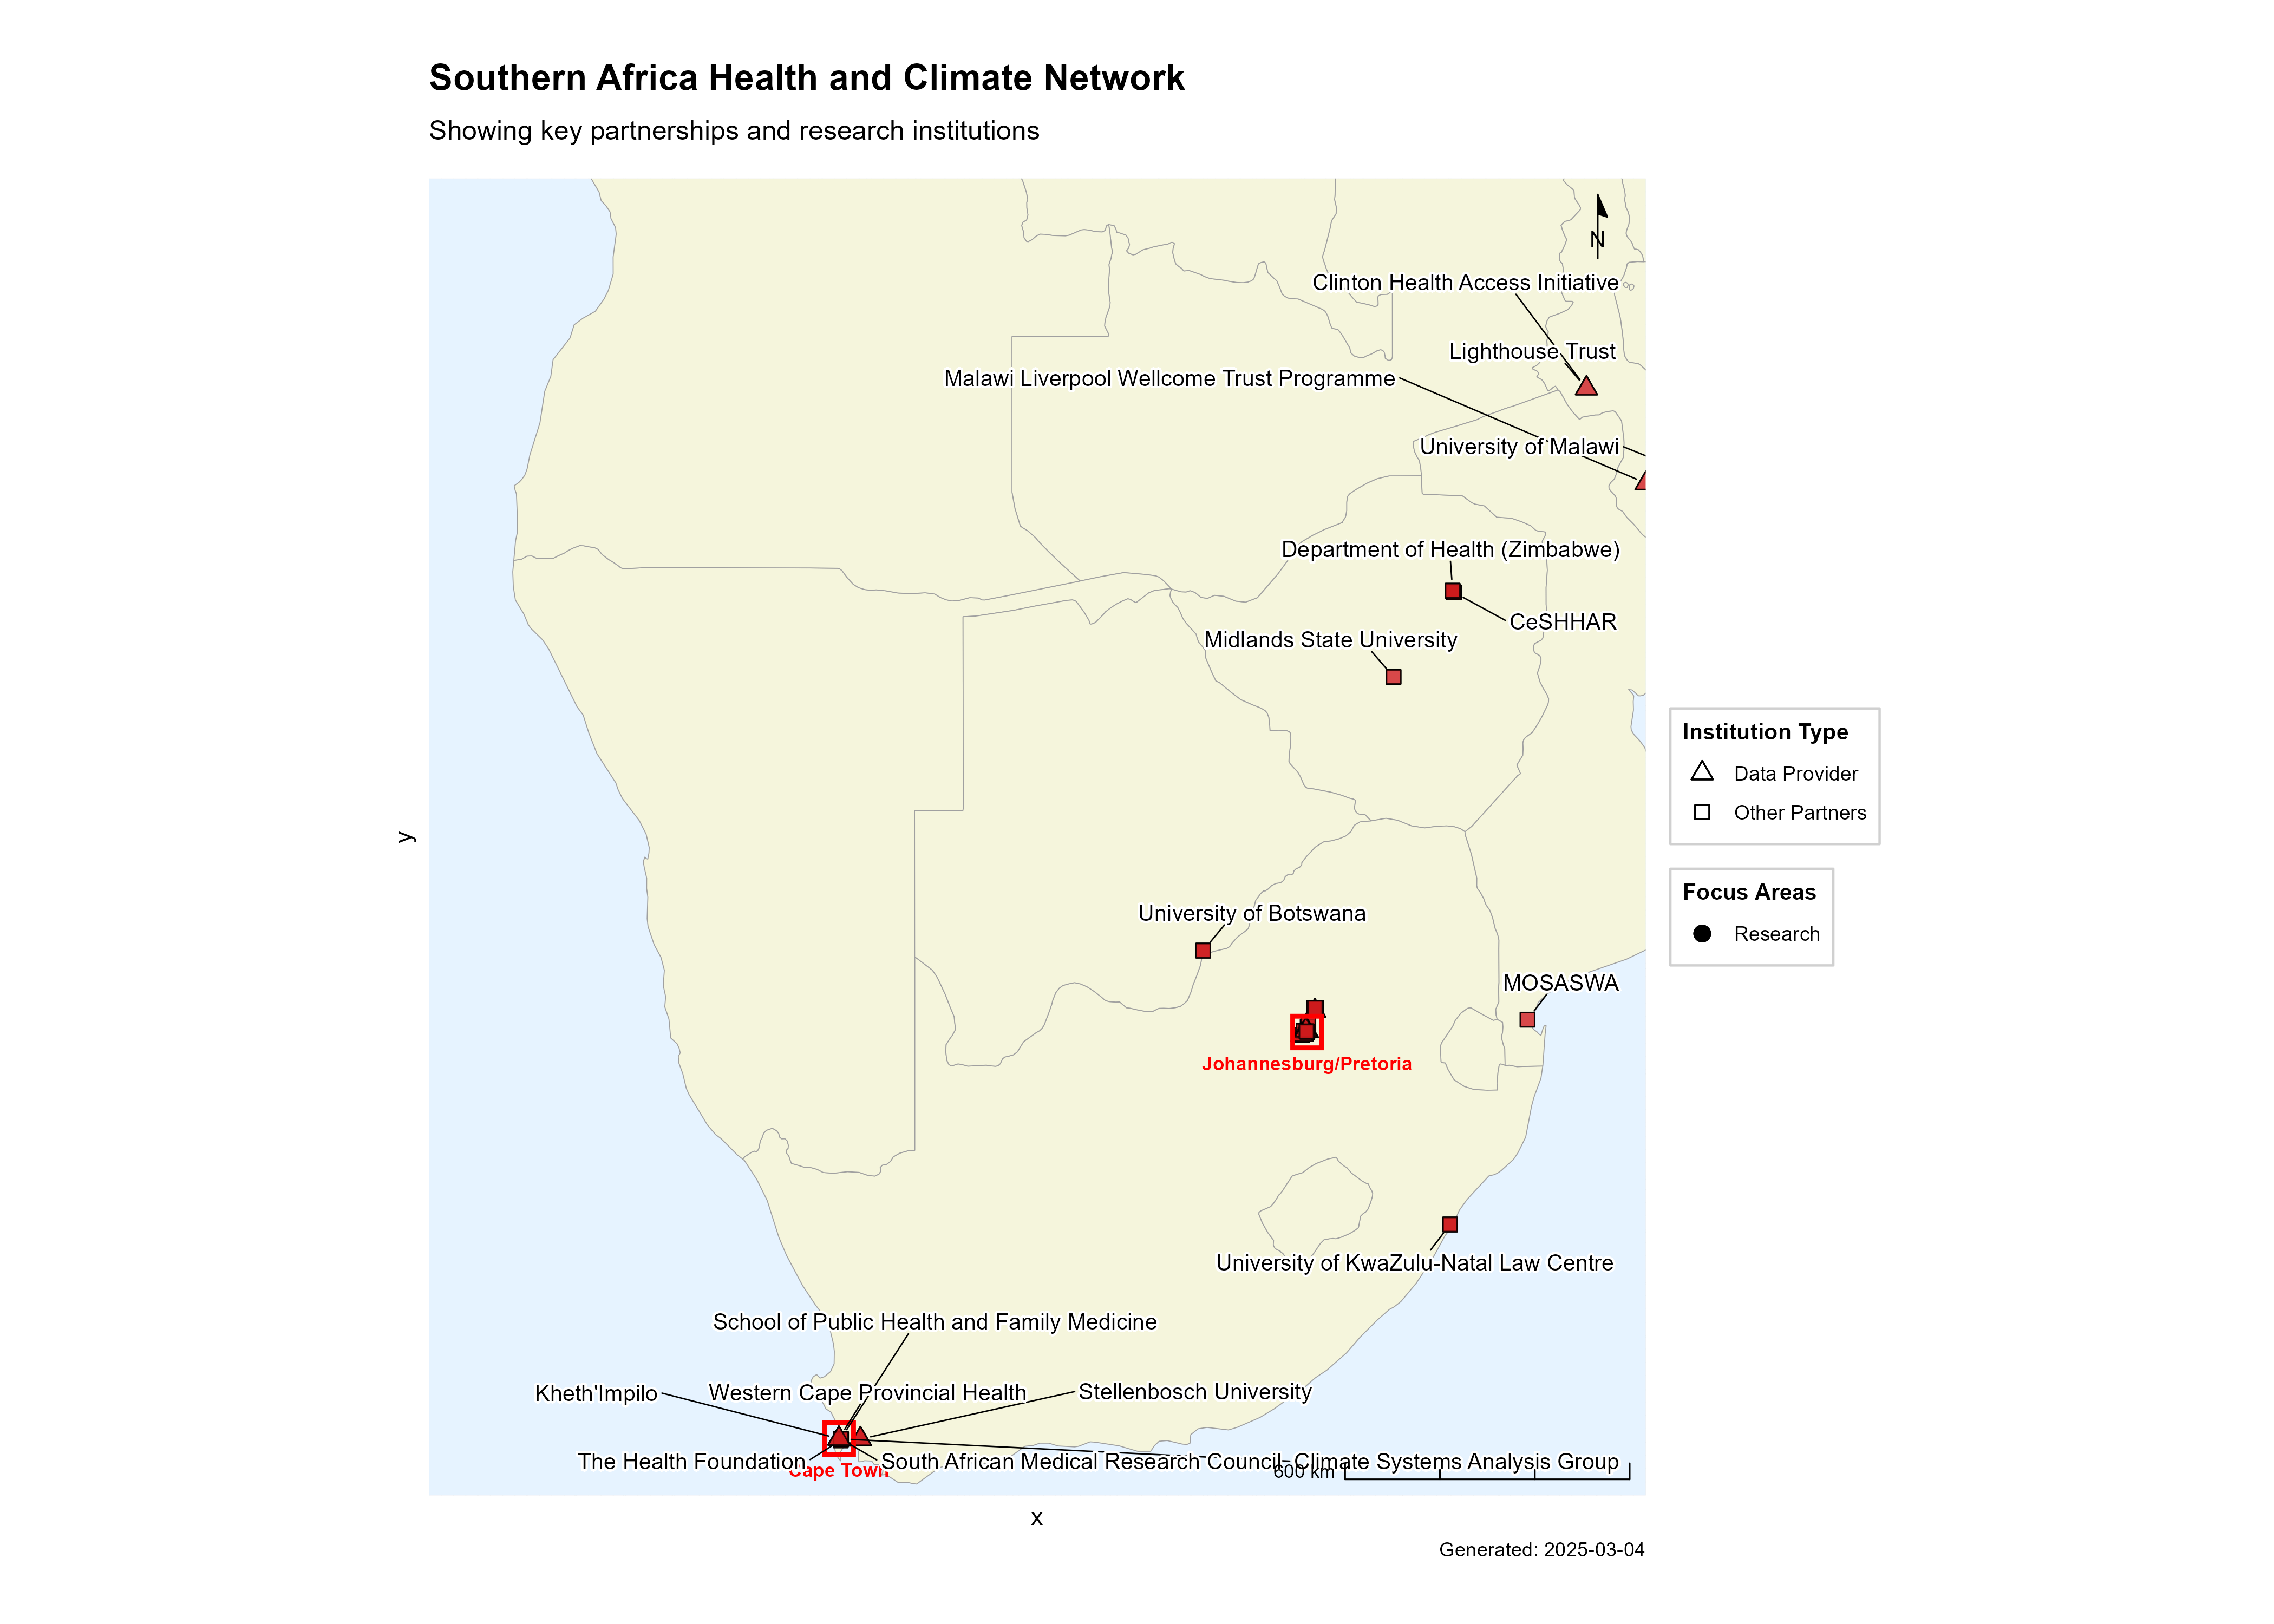 Southern Africa Health and Climate Network
Showing key partnerships and research institutions
N
Clinton Health Access Initiative
Lighthouse Trust
Malawi Liverpool Wellcome Trust Programme
University of Malawi
Department of Health (Zimbabwe)
CeSHHAR
Midlands State University
Institution Type
Data Provider
Other Partners
y
Focus Areas
Research
University of Botswana
MOSASWA
Johannesburg/Pretoria
University of KwaZulu-Natal Law Centre
School of Public Health and Family Medicine
Kheth'Impilo
Western Cape Provincial Health
Stellenbosch University
The Health Foundation
South African Medical Research Council
Climate Systems Analysis Group
Cape Town
600 km
x
Generated: 2025-03-04